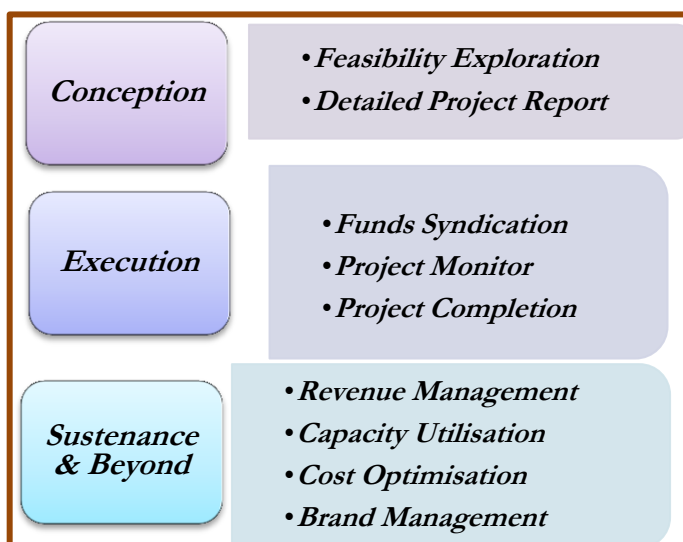 Conception
• Feasibility Exploration
• Detailed Project Report
Execution
• Funds Syndication
• Project Monitor
• Project Completion
Sustenance
& Beyond
• Revenue Management
• Capacity Utilisation
• Cost Optimisation
• Brand Management